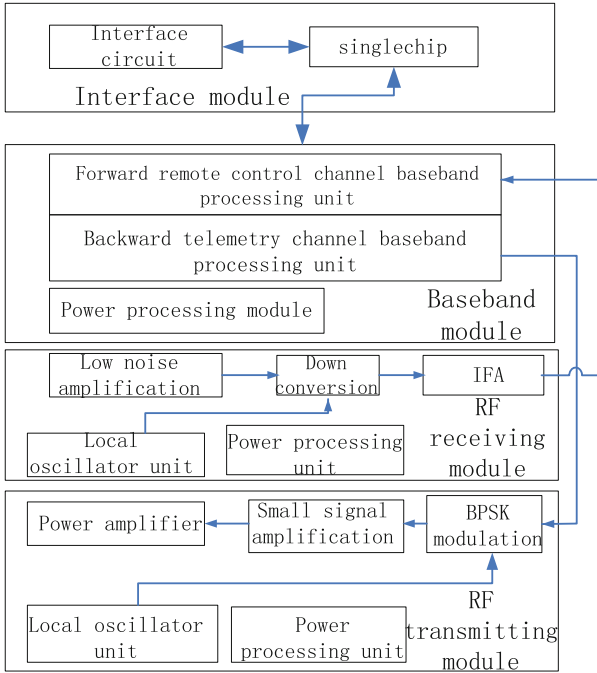 Interface
circuit
singlechip
Interface module
Forward remote control channel baseband
processing unit
Backward telemetry channel baseband
processing unit
Power processing module
Baseband
module
Low noise
amplification
Down
conversion
IFA
RF
receiving
module
Local
oscillator unit
Power processing
unit
Power amplifier
Small signal
amplification
BPSK
modulation
Local oscillator
unit
Power
processing unit
RF
transmitting
module